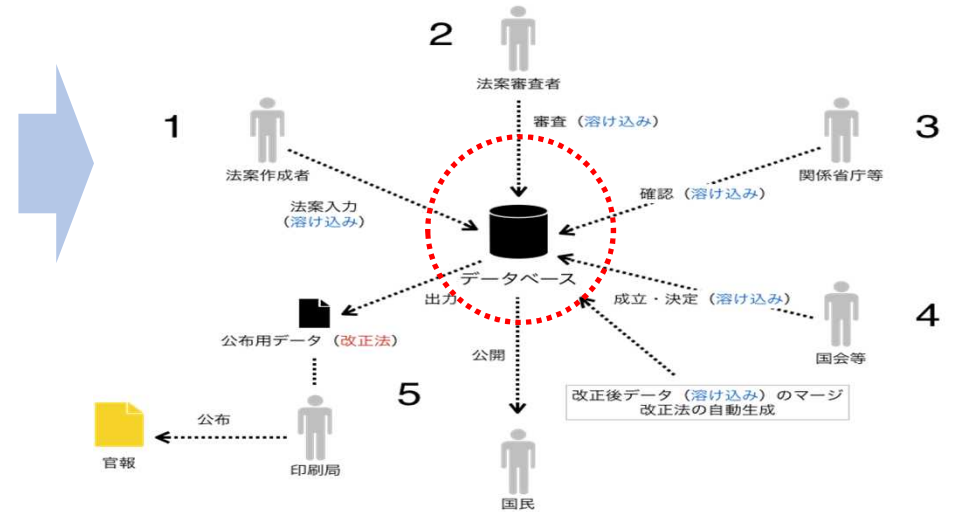 2
法案審査者
審査（溶け込み）
1
法案作成者
法案入力
（溶け込み）
3
関係省庁等
確認（溶け込み）
データベース
出力
成立・決定（溶け込み）
4
国会等
公布用データ（改正法）
公開
改正後データ（溶け込み）のマージ
改正法の自動生成
5
公布
官報
印刷局
国民